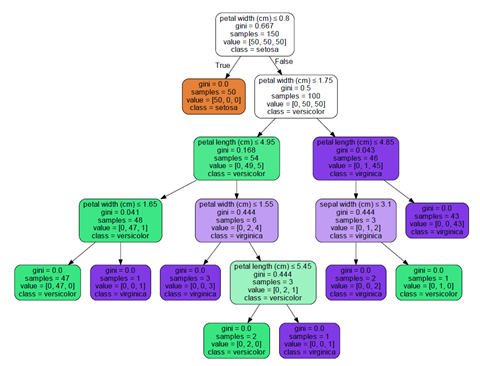 petal width (cm) ≤ 0.8
gini = 0.667
samples = 150
value = [50, 50, 50]
class = setosa
True
False
gini = 0.0
samples = 50
value = [50, 0, 0]
class = setosa
petal width (cm) ≤ 1.75
gini = 0.5
samples = 100
value = [0, 50, 50]
class = versicolor
petal length (cm) ≤ 4.95
gini = 0.168
samples = 54
value = [0, 49, 5]
class = versicolor
petal length (cm) ≤ 4.85
gini = 0.043
samples = 46
value = [0, 1, 45]
class = virginica
petal width (cm) ≤ 1.65
gini = 0.041
samples = 48
value = [0, 47, 1]
class = versicolor
petal width (cm) ≤ 1.55
gini = 0.444
samples = 6
value = [0, 2, 4]
class = virginica
sepal width (cm) ≤ 3.1
gini = 0.444
samples = 3
value = [0, 1, 2]
class = virginica
gini = 0.0
samples = 43
value = [0, 0, 43]
class = virginica
gini = 0.0
samples = 47
value = [0, 47, 0]
class = versicolor
gini = 0.0
samples = 1
value = [0, 0, 1]
class = virginica
gini = 0.0
samples = 3
value = [0, 0, 3]
class = virginica
petal length (cm) ≤ 5.45
gini = 0.444
samples = 3
value = [0, 2, 1]
class = versicolor
gini = 0.0
samples = 2
value = [0, 0, 2]
class = virginica
gini = 0.0
samples = 1
value = [0, 1, 0]
class = versicolor
gini = 0.0
samples = 2
value = [0, 2, 0]
class = versicolor
gini = 0.0
samples = 1
value = [0, 0, 1]
class = virginica